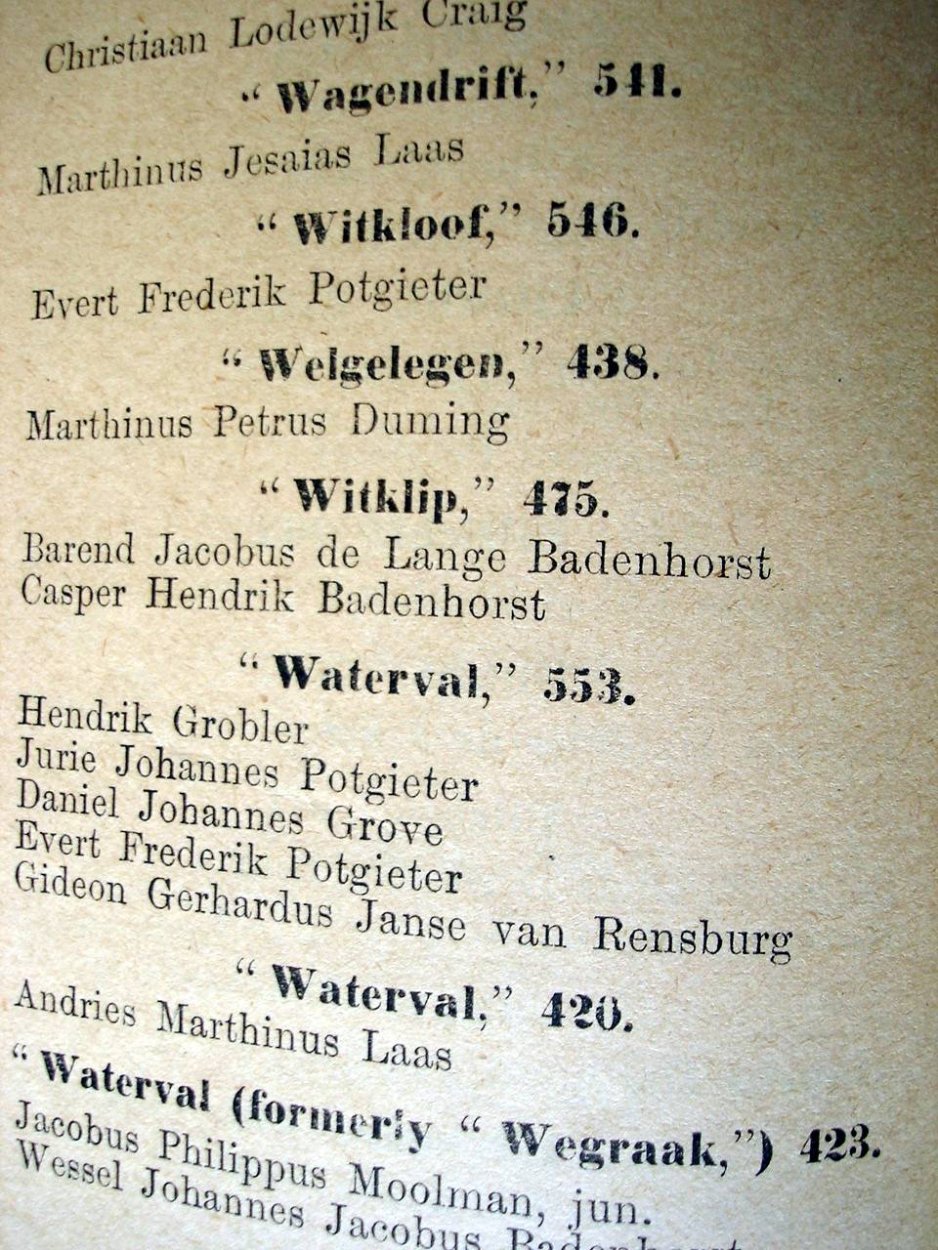 Christiaan Lodewijk Craig
“ Wagendrift,” 541.
Marthinus Jesaias Laas
“ Witkloof,” 546.
Evert Frederik Potgieter
“ Welgelegen,” 438.
Marthinus Petrus Duming
“ Witklip,” 475.
Barend Jacobus de Lange Badenhorst
Casper Hendrik Badenhorst
“ Waterval,” 553.
Hendrik Grobler
Jurie Johannes Potgieter
Daniel Johannes Grove
Evert Frederik Potgieter
Gideon Gerhardus Janse van Rensburg
“ Waterval,” 420.
Andries Marthinus Laas
“ Waterval (formerly “ Wegraak,”) 423.
Jacobus Philippus Moolman, jun.
Wessel Johannes Jacobus